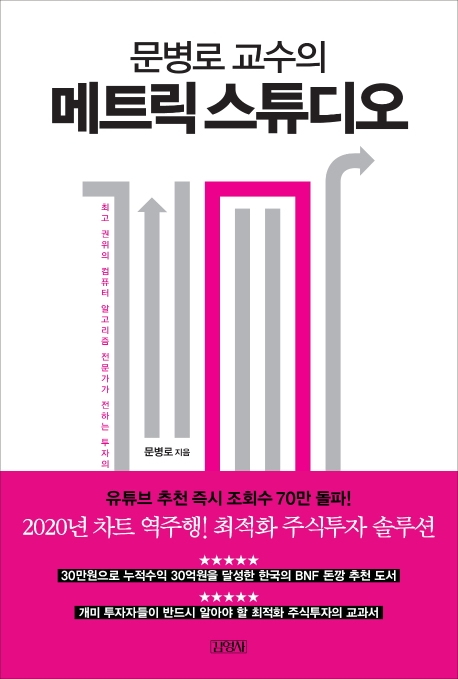 문병로 교수의
메트릭 스튜디오
최고 권위의 컴퓨터 알고리즘 전문가가 전하는 투자의
문병로 지음
유튜브 추천 즉시 조회수 70만 돌파!
2020년 차트 역주행! 최적화 주식투자 솔루션
★★★★★
30만원으로 누적수익 30억원을 달성한 한국의 BNF 돈깡 추천 도서
★★★★★
개미 투자자들이 반드시 알아야 할 최적화 주식투자의 교과서
김영사